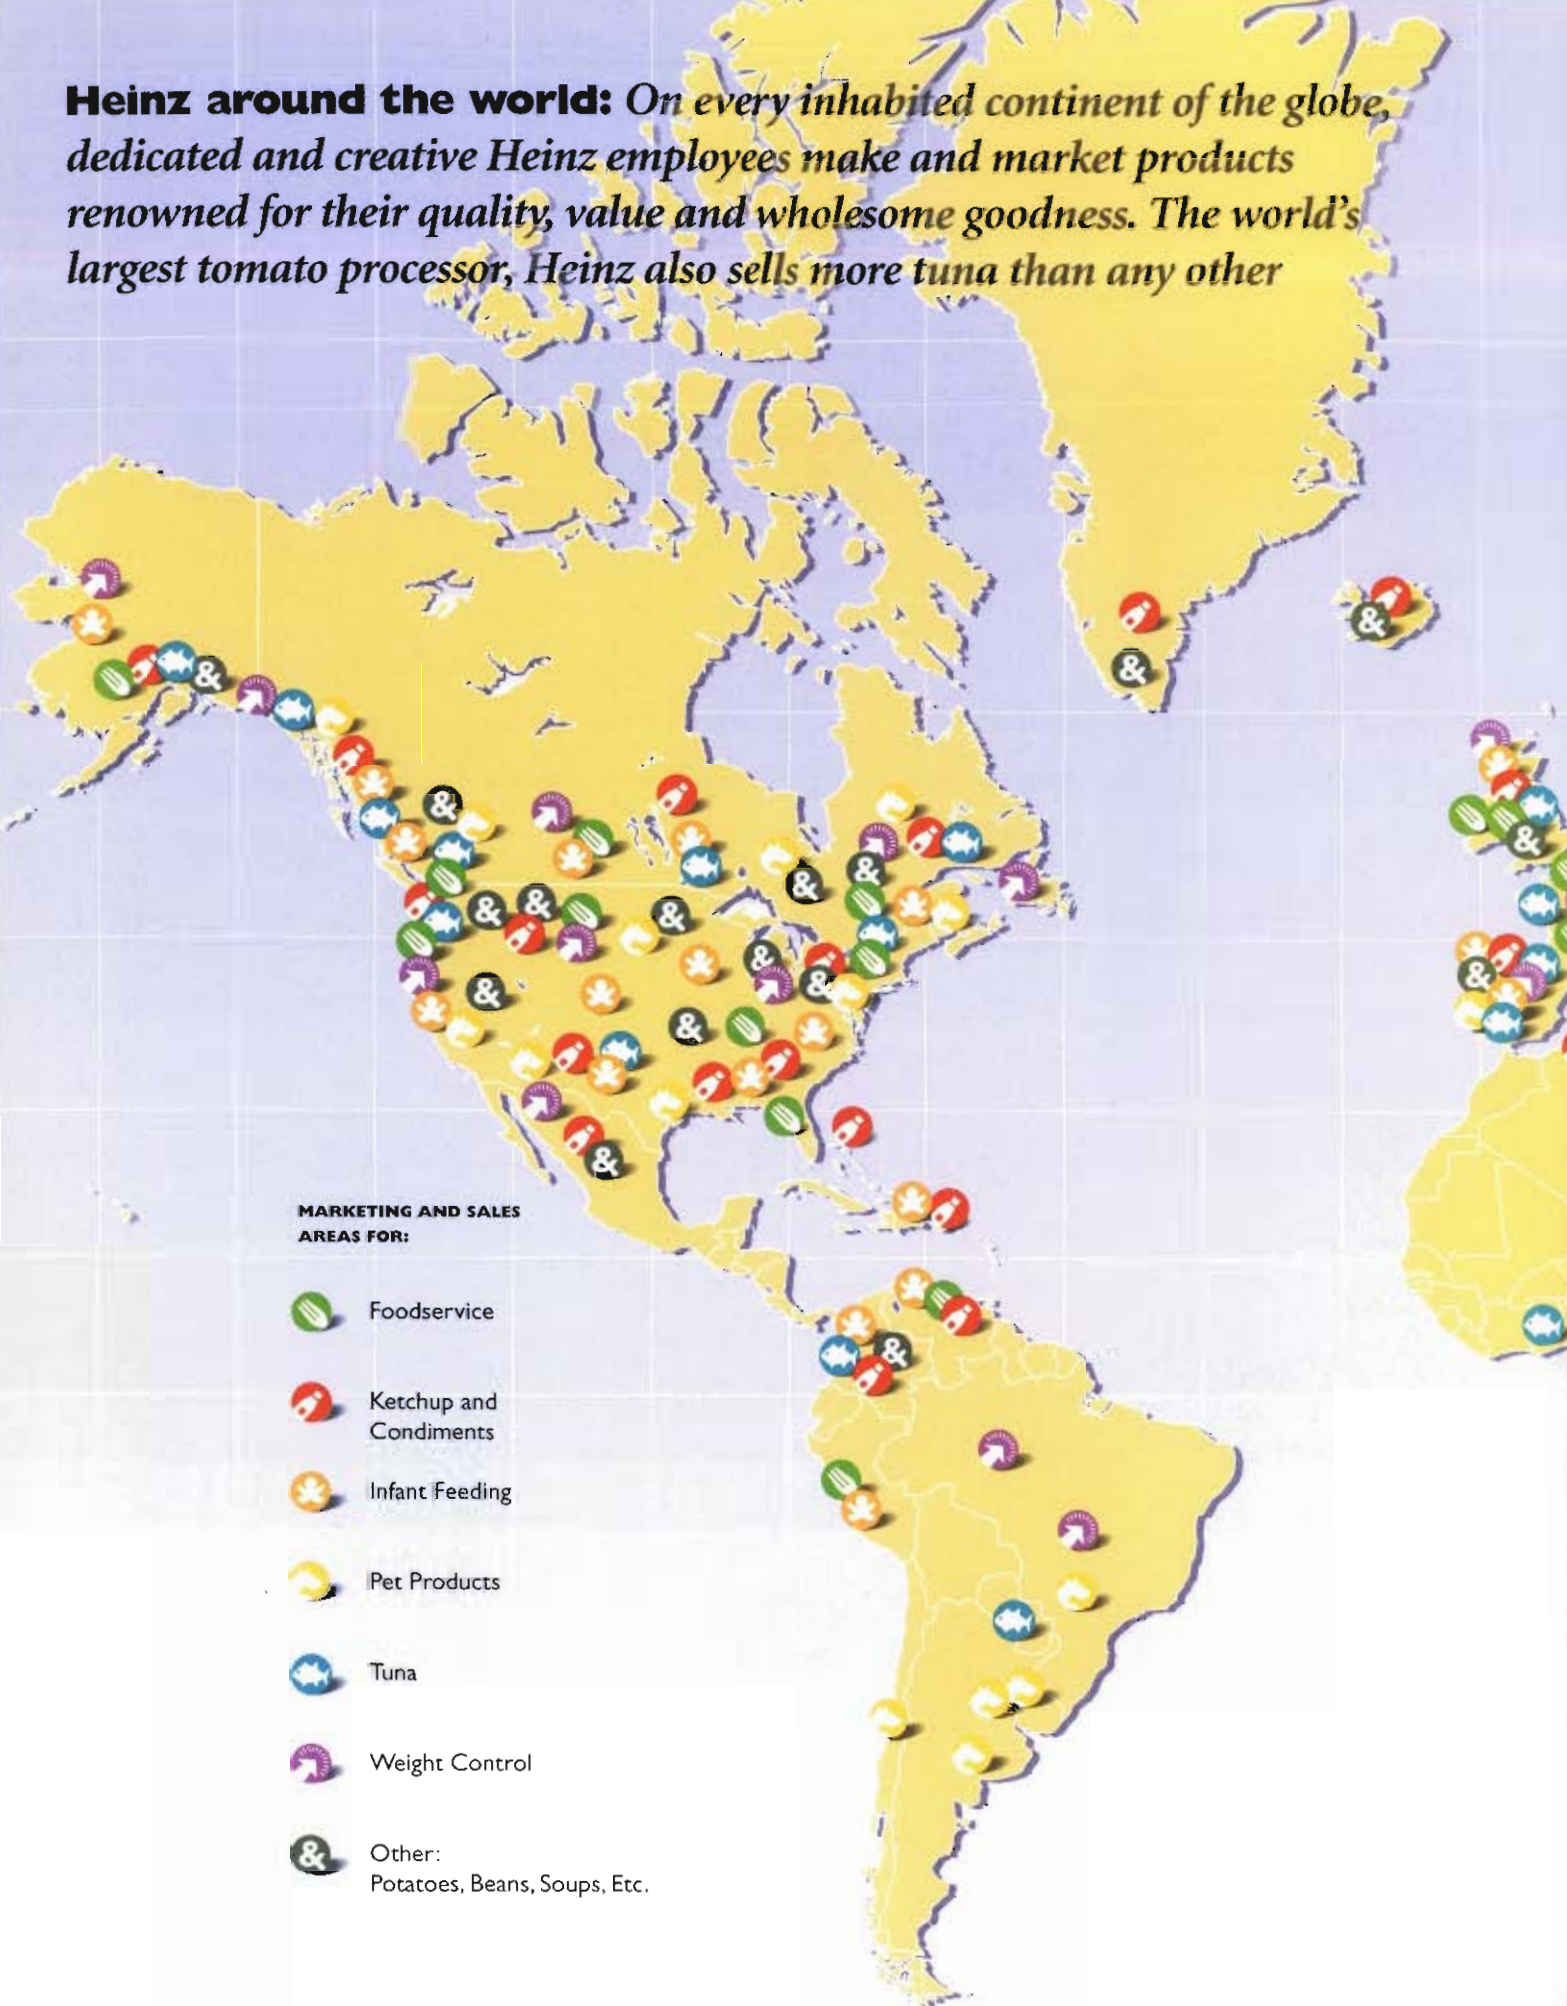 Heinz around the world: On every inhabited continent of the globe,
dedicated and creative Heinz employees make and market products
renowned for their quality, value and wholesome goodness. The world's
largest tomato processor, Heinz also sells more tuna than any other
MARKETING AND SALES
AREAS FOR:
Foodservice
Ketchup and
Condiments
Infant Feeding
Pet Products
Tuna
Weight Control
Other:
Potatoes, Beans, Soups, Etc.